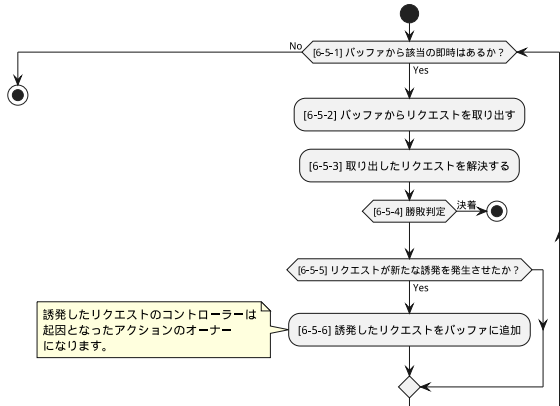 No
[6-5-1] バッファから該当の即時はあるか？
Yes
[6-5-2] バッファからリクエストを取り出す
[6-5-3] 取り出したリクエストを解決する
[6-5-4] 勝敗判定
決着
[6-5-5] リクエストが新たな誘発を発生させたか？
Yes
誘発したリクエストのコントローラーは
起因となったアクションのオーナー
になります。
[6-5-6] 誘発したリクエストをバッファに追加